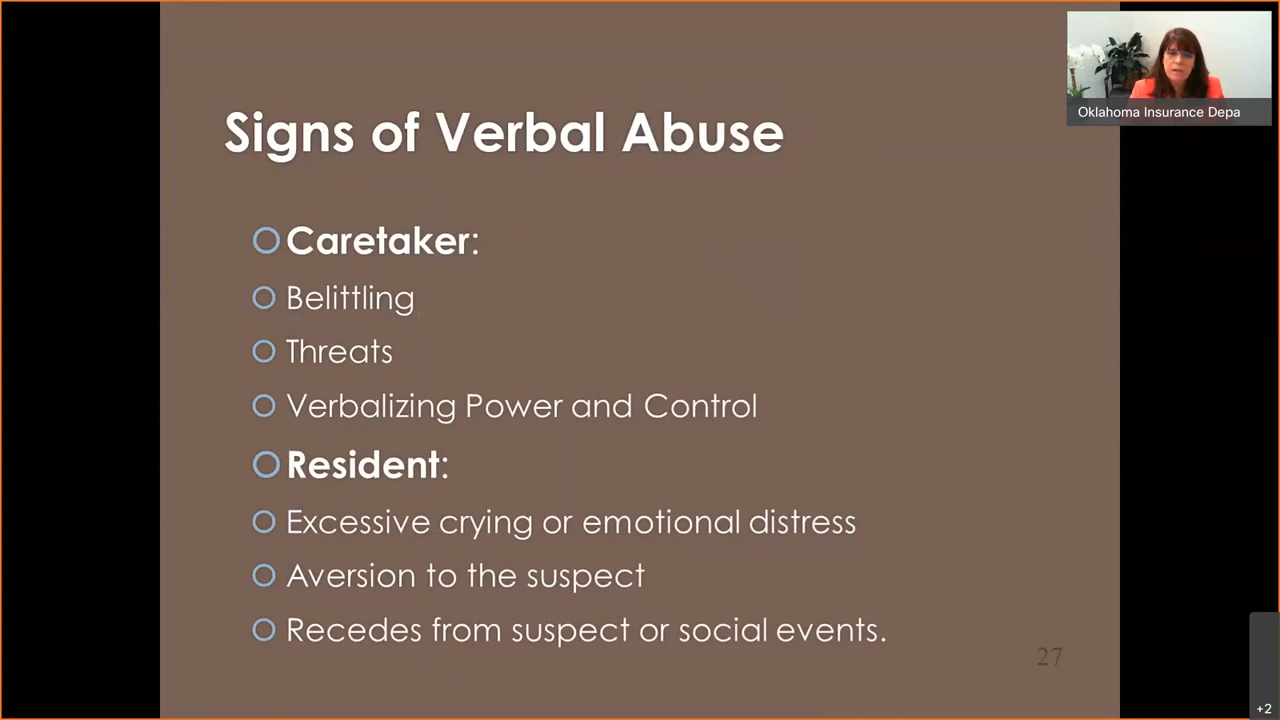 Oklahoma Insurance Depa
Signs of Verbal Abuse
Caretaker:
Belittling
Threats
Verbalizing Power and Control
Resident:
Excessive crying or emotional distress
Aversion to the suspect
Recedes from suspect or social events.
27
+2